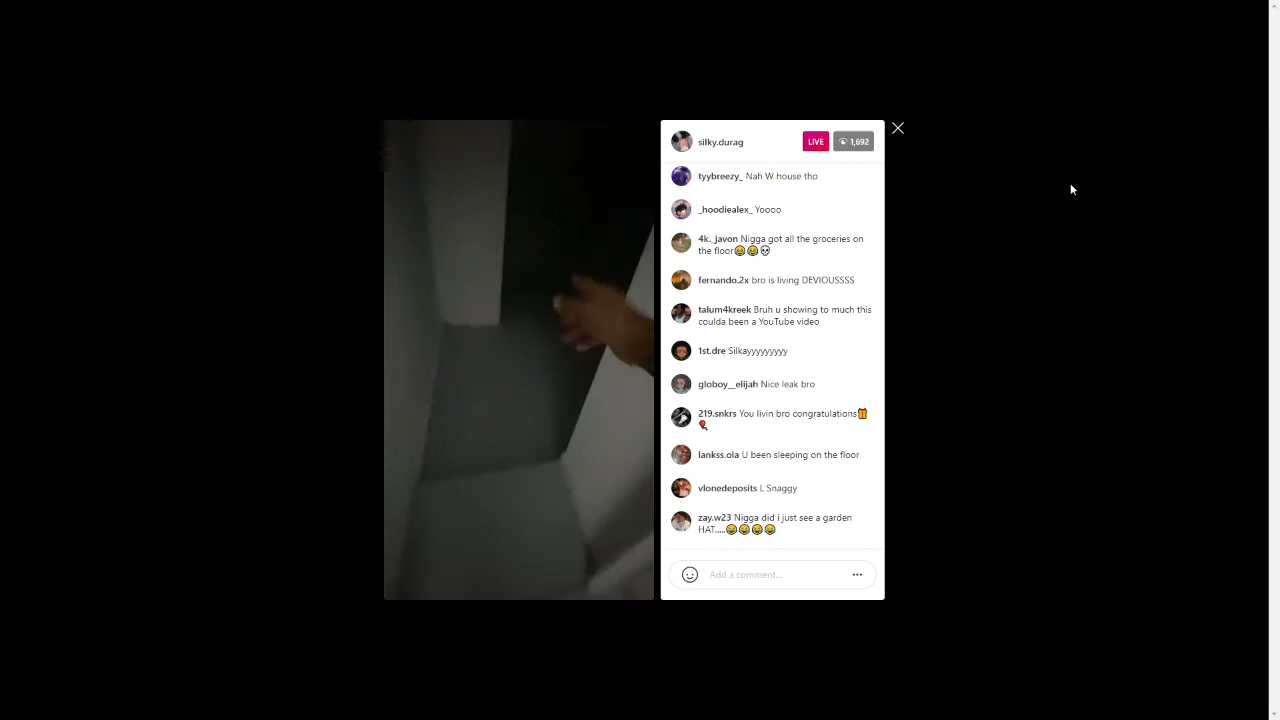 silky.durag LIVE 1,692
tyybreezy_ Nah W house tho
_hoodiealex_ Yoooo
4k._javon Nigga got all the groceries on
the floor😂😂💀
fernando.2x bro is living DEVIOUSSSS
talum4kreek Bruh u showing to much this
coulda been a YouTube video
1st.dre Silkayyyyyyyyy
globoy__elijah Nice leak bro
219.snkrs You livin bro congratulations🎁
🎈
lankss.ola U been sleeping on the floor
vlonedeposits L Snaggy
zay.w23 Nigga did i just see a garden
HAT.....😂😂😂😂
Add a comment...